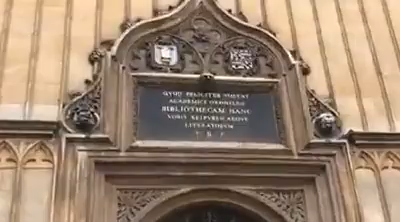 QVOD FELICITER VORTAT
ACADEMICI OXONIENS
BIBLIOTHECAM HANC
VOBIS REIPVBLICAEQVE
LITERATORVM
T. B. P.